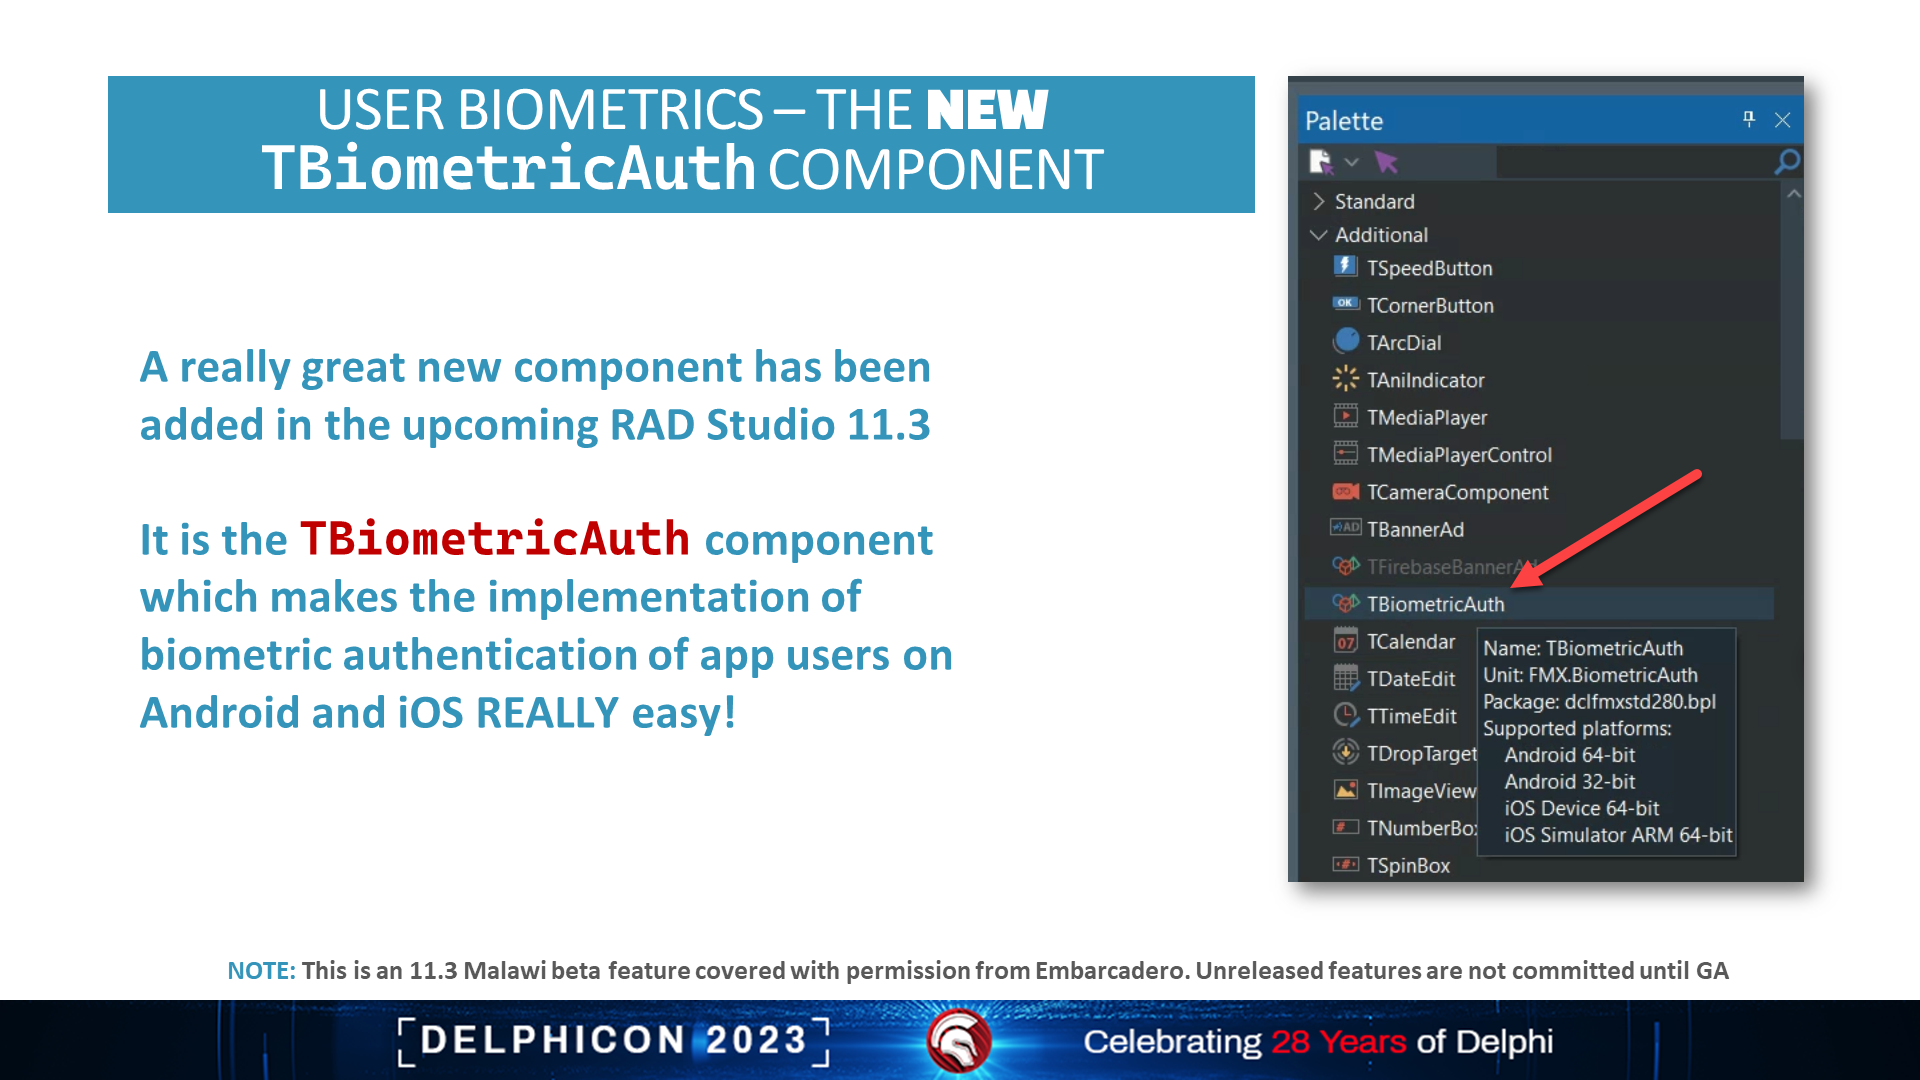 USER BIOMETRICS – THE NEW
TBiometricAuth COMPONENT
A really great new component has been
added in the upcoming RAD Studio 11.3
It is the TBiometricAuth component
which makes the implementation of
biometric authentication of app users on
Android and iOS REALLY easy!
Palette
Standard
Additional
TSpeedButton
OK TCornerButton
TArcDial
TAniIndicator
TMediaPlayer
TMediaPlayerControl
TCameraComponent
AD TBannerAd
TFirebaseBannerAd
TBiometricAuth
07 TCalendar
TDateEdit
TTimeEdit
TDropTarget
TImageView
# TNumberBox
# TSpinBox
Name: TBiometricAuth
Unit: FMX.BiometricAuth
Package: dclfmxstd280.bpl
Supported platforms:
Android 64-bit
Android 32-bit
iOS Device 64-bit
iOS Simulator ARM 64-bit
NOTE: This is an 11.3 Malawi beta feature covered with permission from Embarcadero. Unreleased features are not committed until GA
DELPHICON 2023
Celebrating 28 Years of Delphi